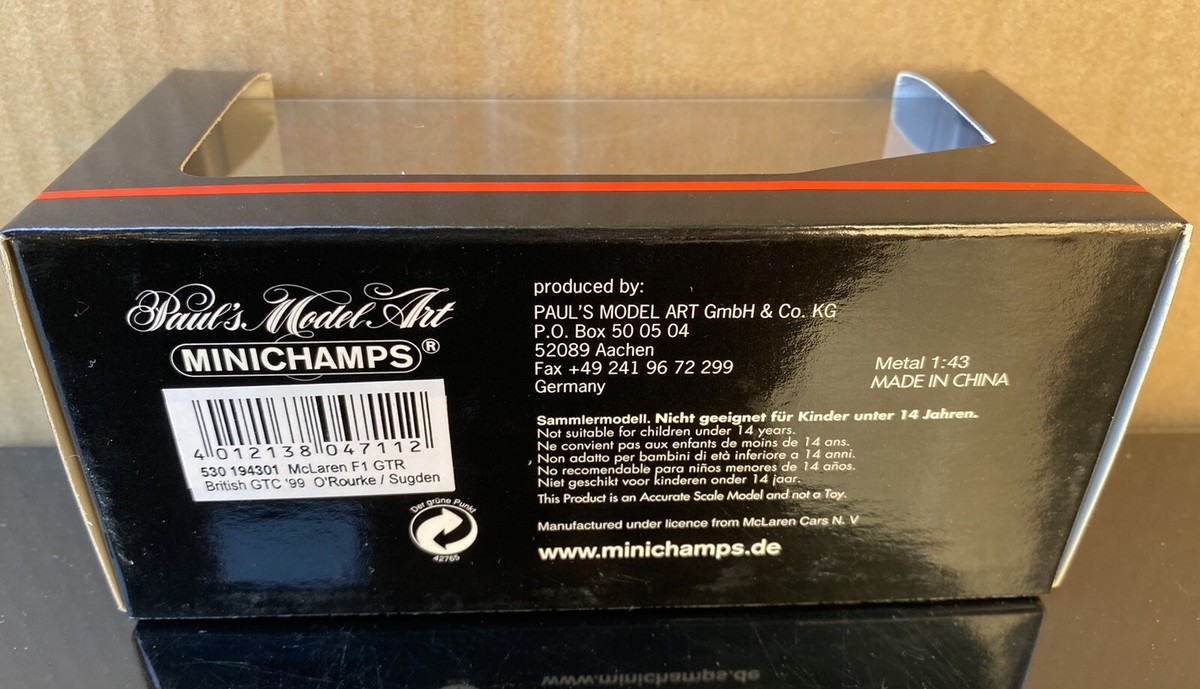 Paul's Model Art
MINICHAMPS®
4 012138 047112
530 194301 McLaren F1 GTR
British GTC '99 O'Rourke / Sugden
Der grüne Punkt
42765
produced by:
PAUL'S MODEL ART GmbH & Co. KG
P.O. Box 50 05 04
52089 Aachen
Fax +49 241 96 72 299
Germany
Metal 1:43
MADE IN CHINA
Sammlermodell. Nicht geeignet für Kinder unter 14 Jahren.
Not suitable for children under 14 years.
Ne convient pas aux enfants de moins de 14 ans.
Non adatto per bambini di età inferiore a 14 anni.
No recomendable para niños menores de 14 años.
Niet geschikt voor kinderen onder 14 jaar.
This Product is an Accurate Scale Model and not a Toy.
Manufactured under licence from McLaren Cars N. V
www.minichamps.de
www.minichamps.de